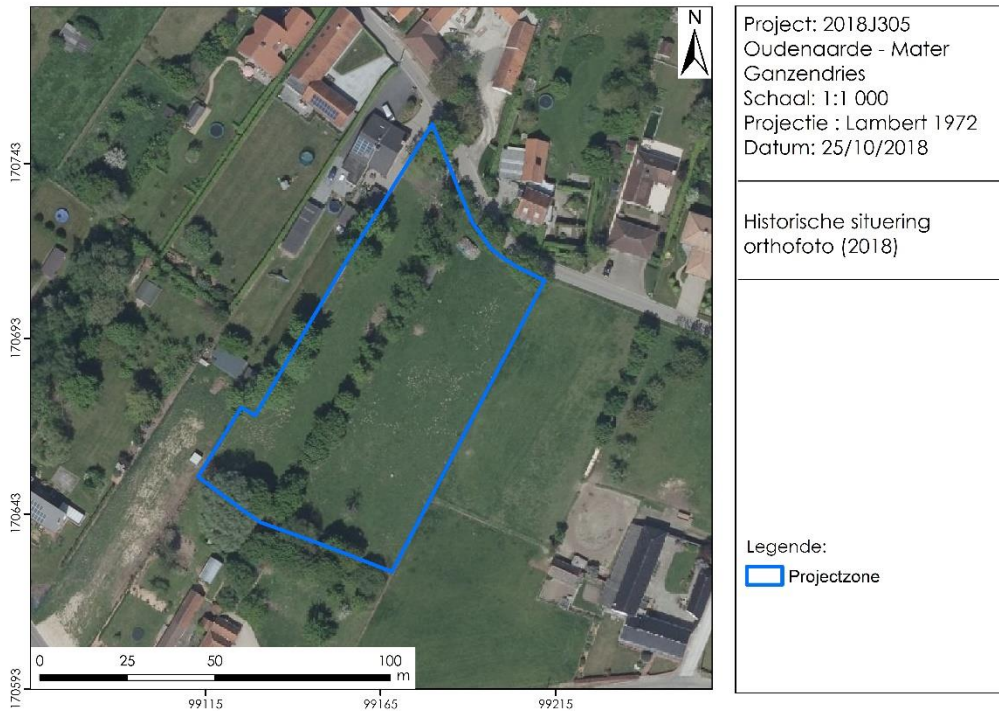 N
Project: 2018J305
Oudenaarde - Mater
Ganzendries
Schaal: 1:1 000
Projectie : Lambert 1972
Datum: 25/10/2018
Historische situering
orthofoto (2018)
Legende:
Projectzone
170743
170693
170643
170593
0 25 50 100
m
99115 99165 99215